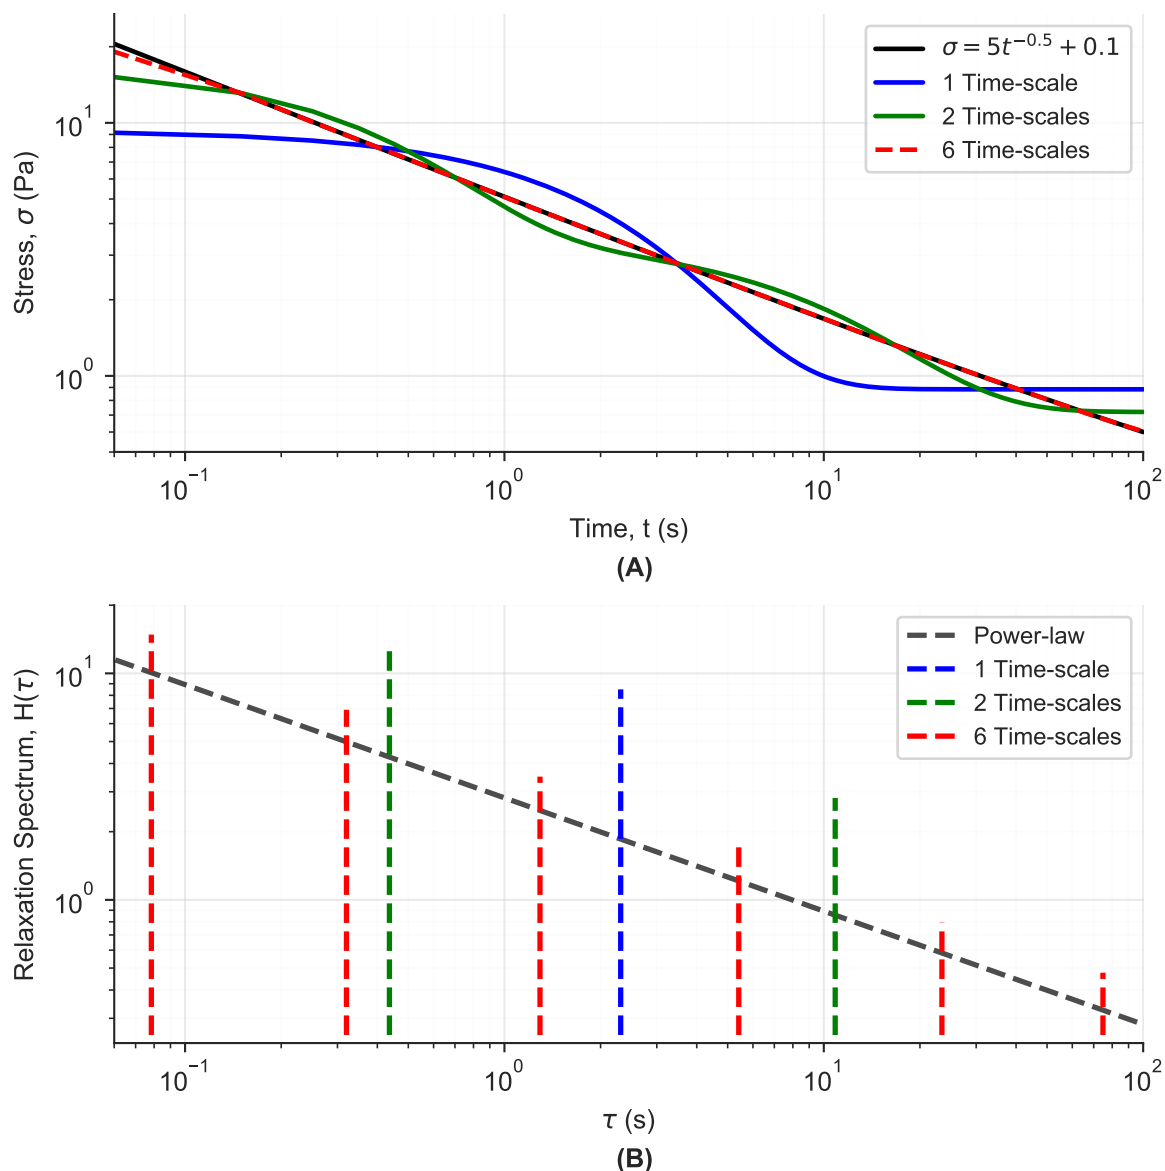 σ = 5t^{−0.5} + 0.1
1 Time-scale
2 Time-scales
6 Time-scales
10^1
10^0
Stress, σ (Pa)
10^{−1}
10^0
10^1
10^2
Time, t (s)
(A)
Power-law
1 Time-scale
2 Time-scales
6 Time-scales
10^1
10^0
Relaxation Spectrum, H(τ)
10^{−1}
10^0
10^1
10^2
τ (s)
(B)